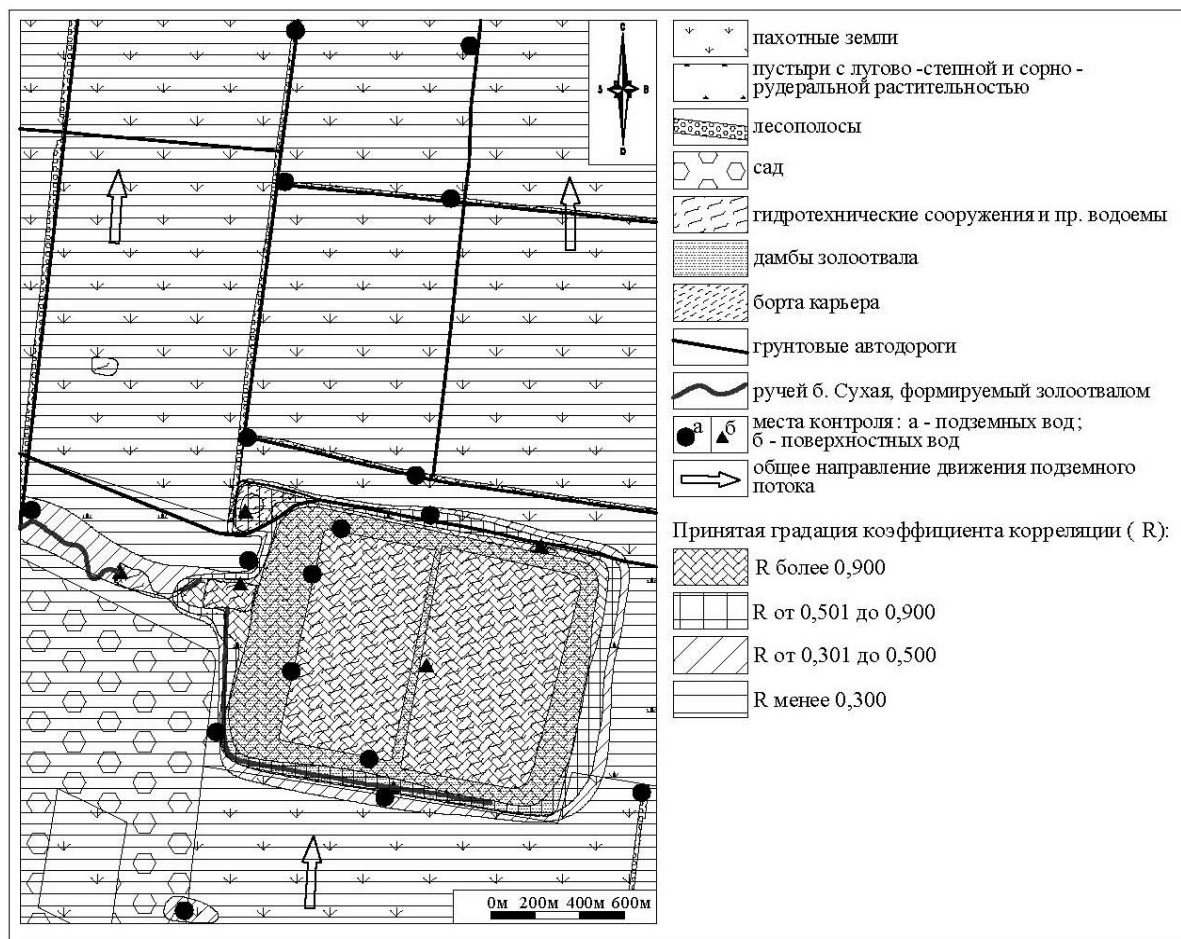 С
З
В
пахотные земли
пустыри с лугово -степной и сорно -
рудеральной растительностью
лесополосы
сад
гидротехнические сооружения и пр. водоемы
дамбы золоотвала
борта карьера
грунтовые автодороги
ручей б. Сухая, формируемый золоотвалом
а б
места контроля: а - подземных вод;
б - поверхностных вод
общее направление движения подземного
потока
Принятая градация коэффициента корреляции ( R):
R более 0,900
R от 0,501 до 0,900
R от 0,301 до 0,500
R менее 0,300
0м 200м 400м 600м